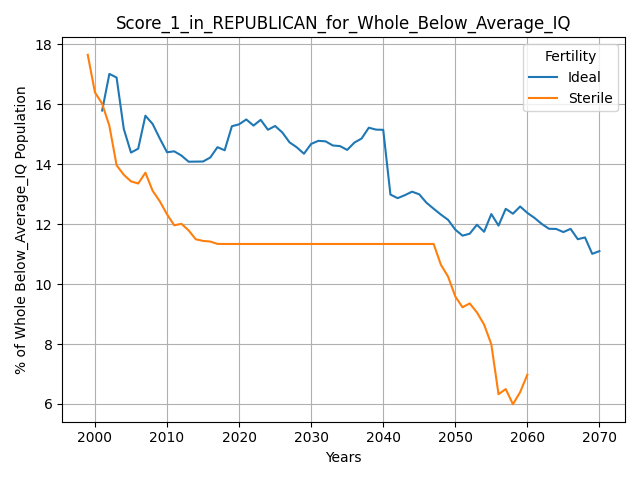 Score_1_in_REPUBLICAN_for_Whole_Below_Average_IQ
% of Whole Below_Average_IQ Population
18
16
14
12
10
8
6
Fertility
Ideal
Sterile
2000 2010 2020 2030 2040 2050 2060 2070
Years